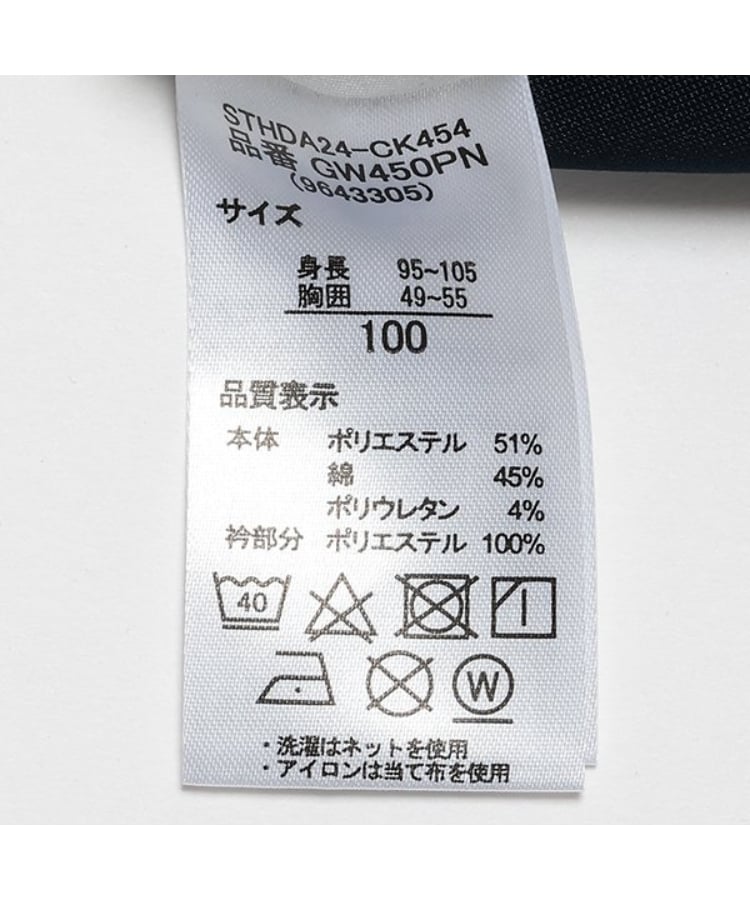 STHDA24-CK454
品番 GW450PN
(9643305)
サイズ
身長 95~105
胸囲 49~55
100
品質表示
本体 ポリエステル 51%
綿 45%
ポリウレタン 4%
衿部分 ポリエステル 100%
40
W
・洗濯はネットを使用
・アイロンは当て布を使用